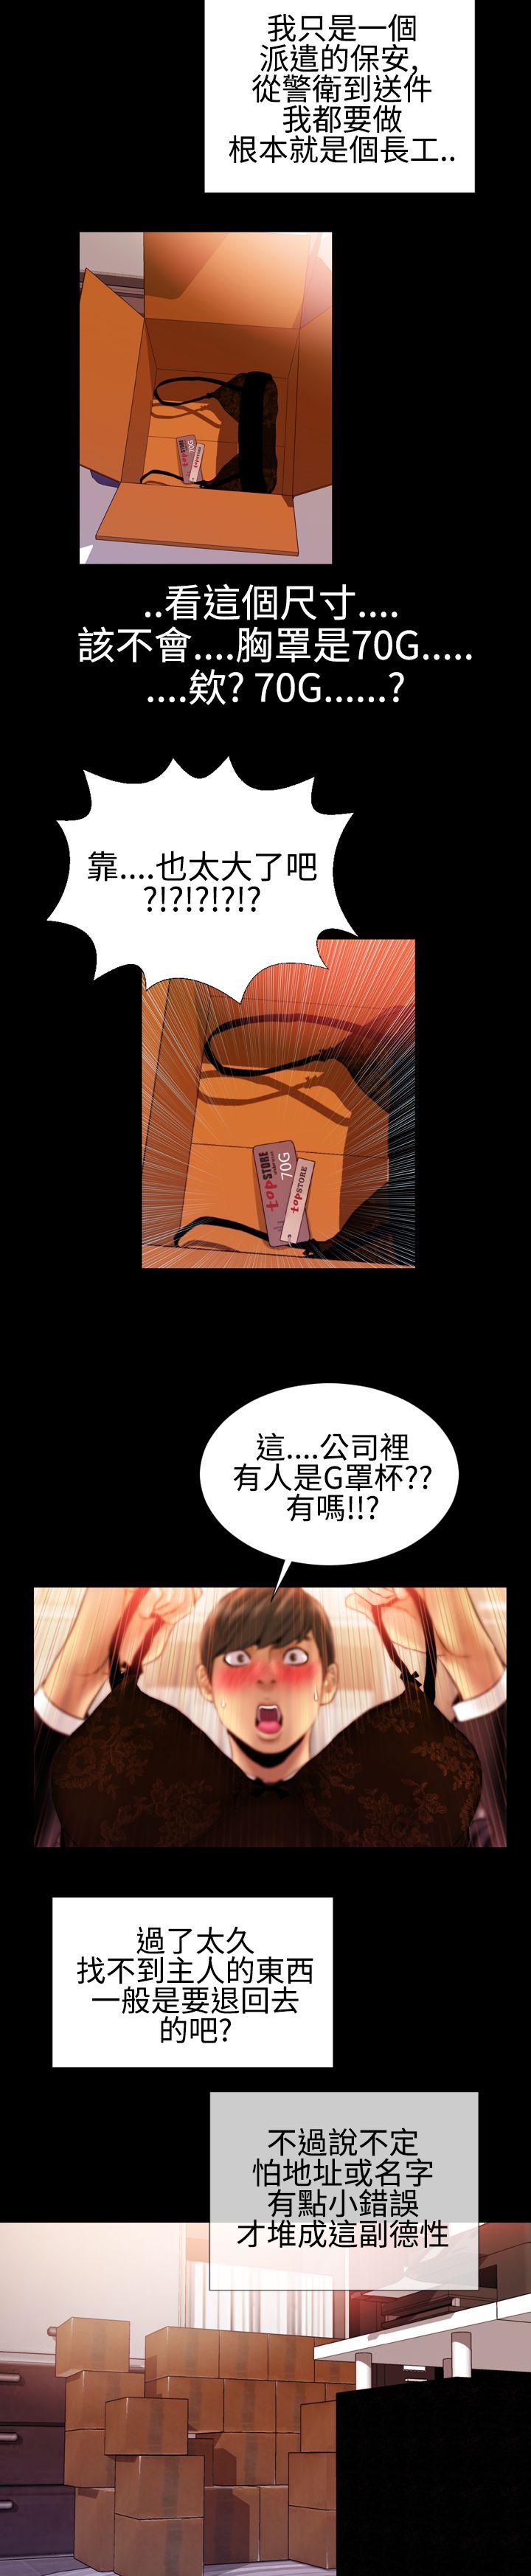 我只是一個
派遣的保安,
從警衛到送件
我都要做
根本就是個長工..
70G
..看這個尺寸....
該不會....胸罩是70G.....
....欸? 70G......?
靠....也太大了吧
?!?!?!?!?
topSTORE
70G
topSTORE
這....公司裡
有人是G罩杯??
有嗎!!?
過了太久
找不到主人的東西
一般是要退回去
的吧?
不過說不定
怕地址或名字
有點小錯誤
才堆成這副德性